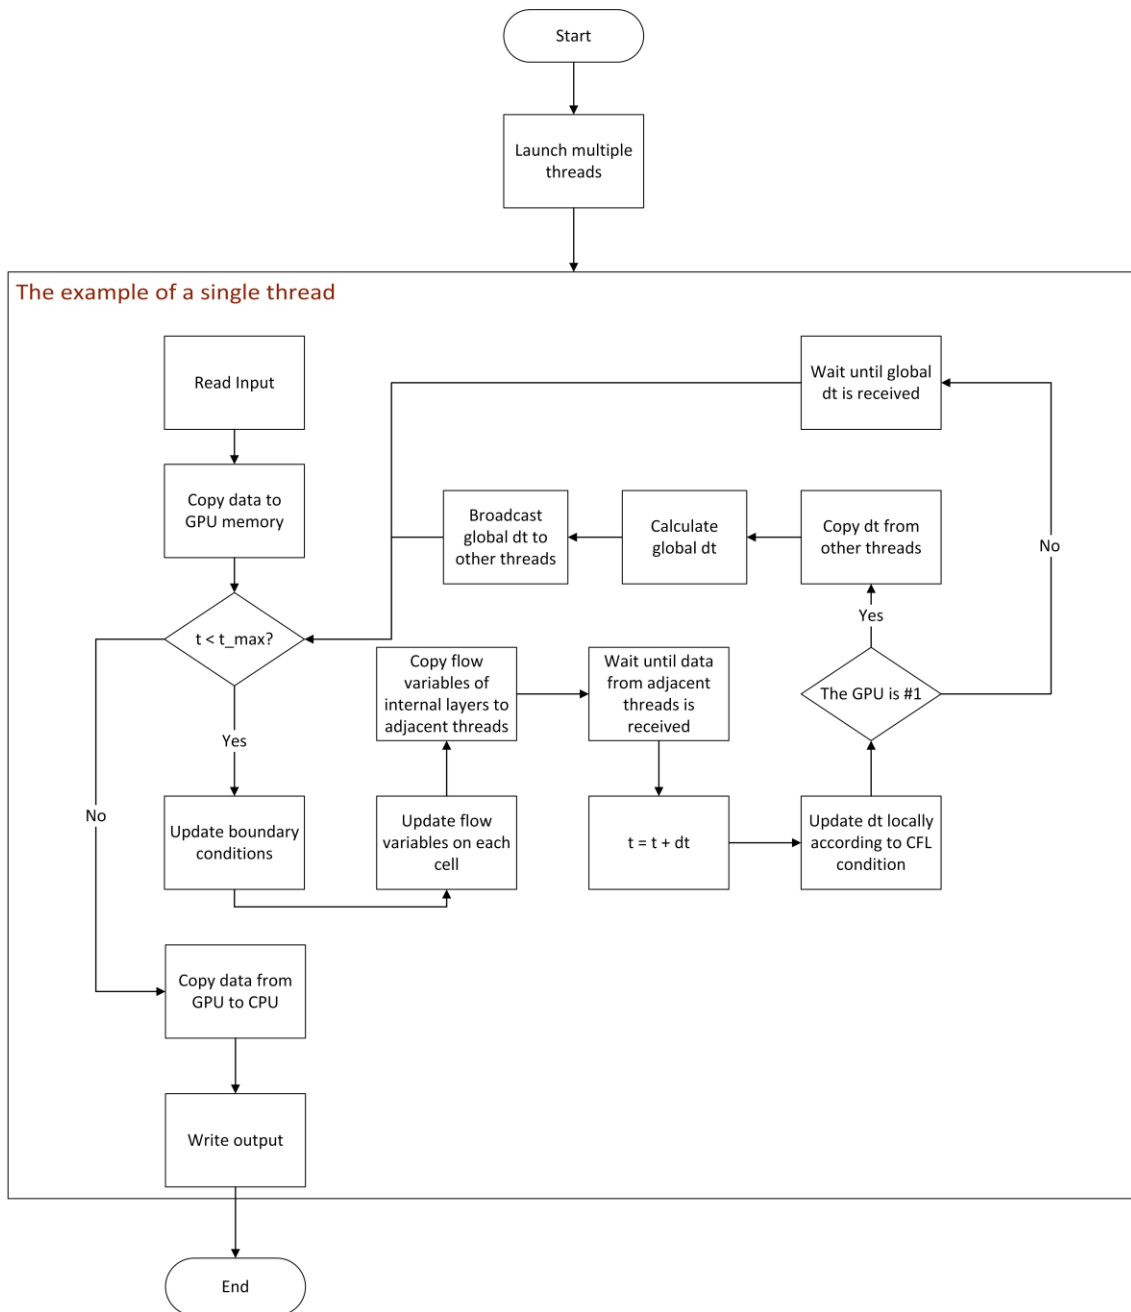 Start
Launch multiple
threads
The example of a single thread
Read Input
Wait until global
dt is received
Copy data to
GPU memory
Broadcast
global dt to
other threads
Calculate
global dt
Copy dt from
other threads
No
Yes
t < t_max?
Copy flow
variables of
internal layers to
adjacent threads
Wait until data
from adjacent
threads is
received
The GPU is #1
Yes
No
Update boundary
conditions
Update flow
variables on each
cell
t = t + dt
Update dt locally
according to CFL
condition
Copy data from
GPU to CPU
Write output
End